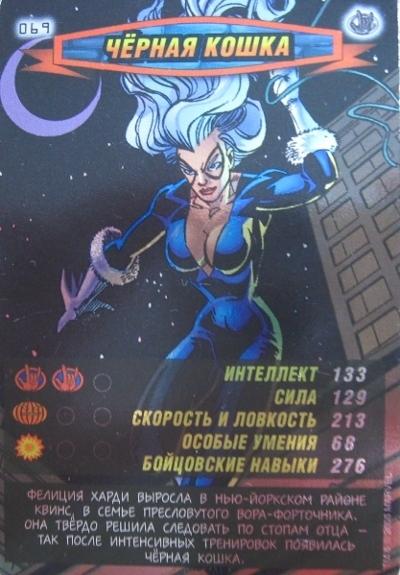 069
ЧЁРНАЯ КОШКА
ИНТЕЛЛЕКТ 133
СИЛА 129
СКОРОСТЬ И ЛОВКОСТЬ 213
ОСОБЫЕ УМЕНИЯ 68
БОЙЦОВСКИЕ НАВЫКИ 276
ФЕЛИЦИЯ ХАРДИ ВЫРОСЛА В НЬЮ-ЙОРКСКОМ РАЙОНЕ
КВИНС, В СЕМЬЕ ПРЕСЛОВУТОГО ВОРА-ФОРТОЧНИКА.
ОНА ТВЁРДО РЕШИЛА СЛЕДОВАТЬ ПО СТОПАМ ОТЦА –
ТАК ПОСЛЕ ИНТЕНСИВНЫХ ТРЕНИРОВОК ПОЯВИЛАСЬ
ЧЁРНАЯ КОШКА.
MARVEL